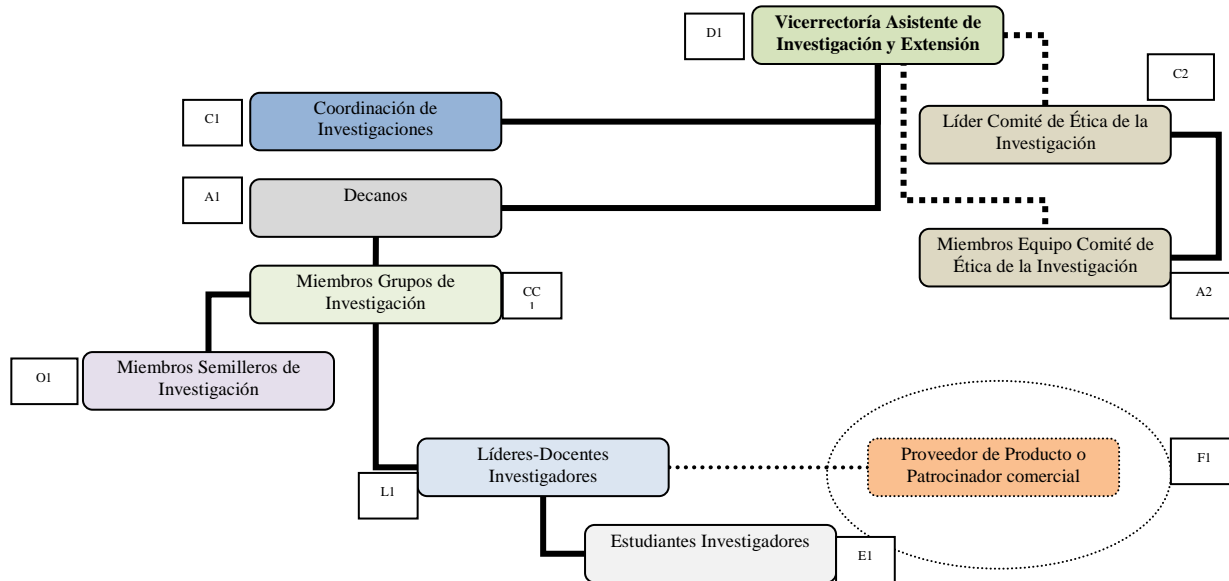 D1
Vicerrectoría Asistente de
Investigación y Extensión
C2
C1
Coordinación de
Investigaciones
Líder Comité de Ética de la
Investigación
A1
Decanos
Miembros Equipo Comité de
Ética de la Investigación
A2
Miembros Grupos de
Investigación
CC
1
O1
Miembros Semilleros de
Investigación
Líderes-Docentes
Investigadores
L1
Proveedor de Producto o
Patrocinador comercial
F1
Estudiantes Investigadores
E1